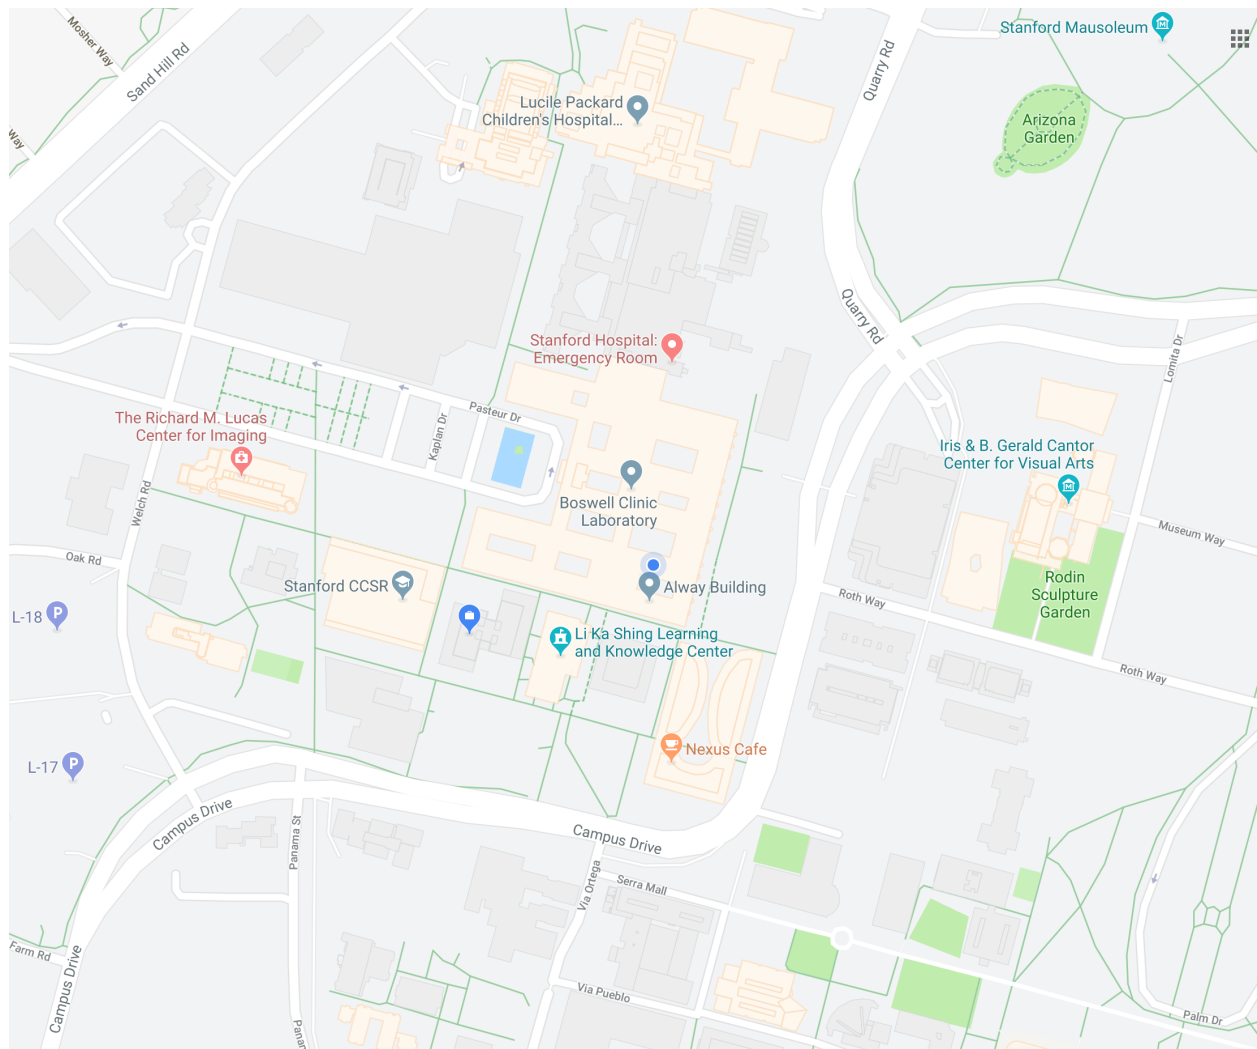 Mosher Way
Sand Hill Rd
Way
Quarry Rd
Stanford Mausoleum
Lucile Packard
Children's Hospital...
Arizona
Garden
Quarry Rd
Stanford Hospital:
Emergency Room
Lomita Dr
Pasteur Dr
Kaplan Dr
The Richard M. Lucas
Center for Imaging
Iris & B. Gerald Cantor
Center for Visual Arts
Welch Rd
Boswell Clinic
Laboratory
Museum Way
Oak Rd
Stanford CCSR
Alway Building
Rodin
Sculpture
Garden
Roth Way
L-18
P
Li Ka Shing Learning
and Knowledge Center
Roth Way
Nexus Cafe
L-17
P
Campus Drive
Campus Drive
Panama St
Via Ortega
Serra Mall
Farm Rd
Campus Drive
Via Pueblo
Palm Dr
Panan